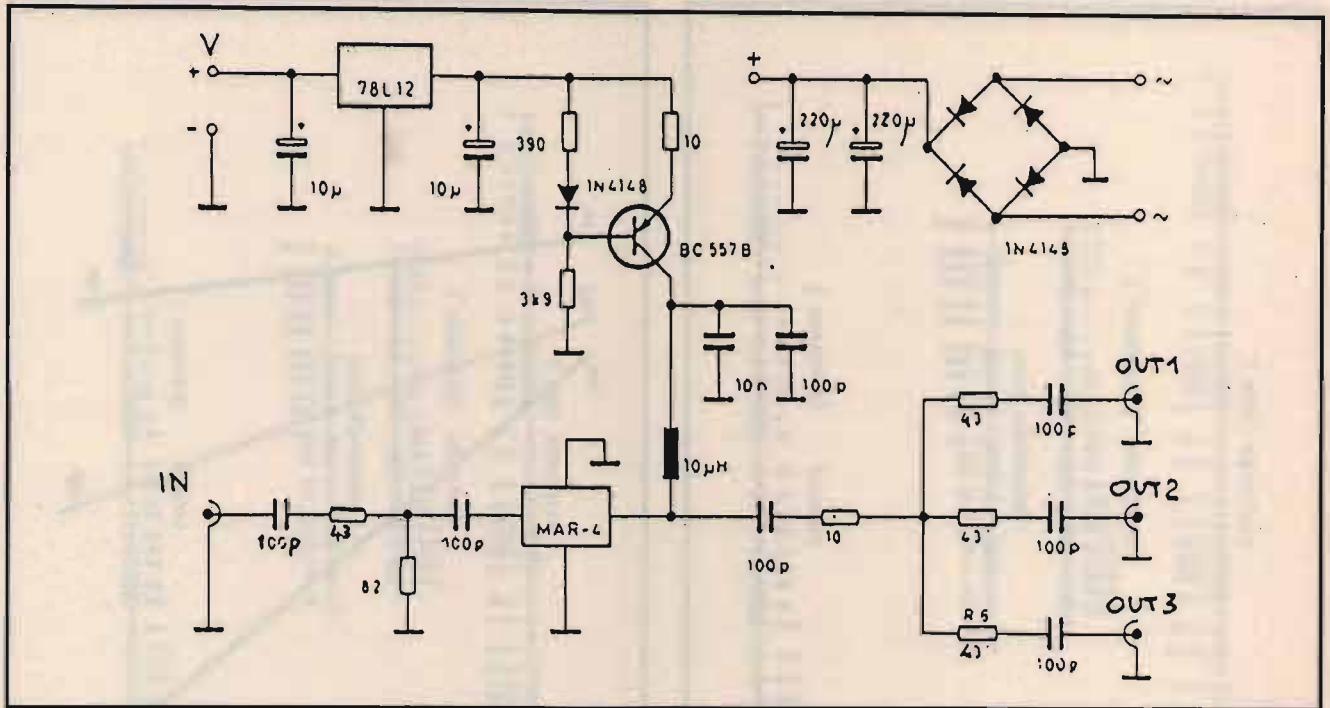 V
+
-
78L12
10µ
10µ
390
1N4148
3k9
10
BC 557B
10n
100p
10µH
+
220µ
220µ
~
~
1N4148
IN
100p
43
82
100p
MAR-4
100p
10
43
100p
OUT1
43
100p
OUT2
R5
43
100p
OUT3